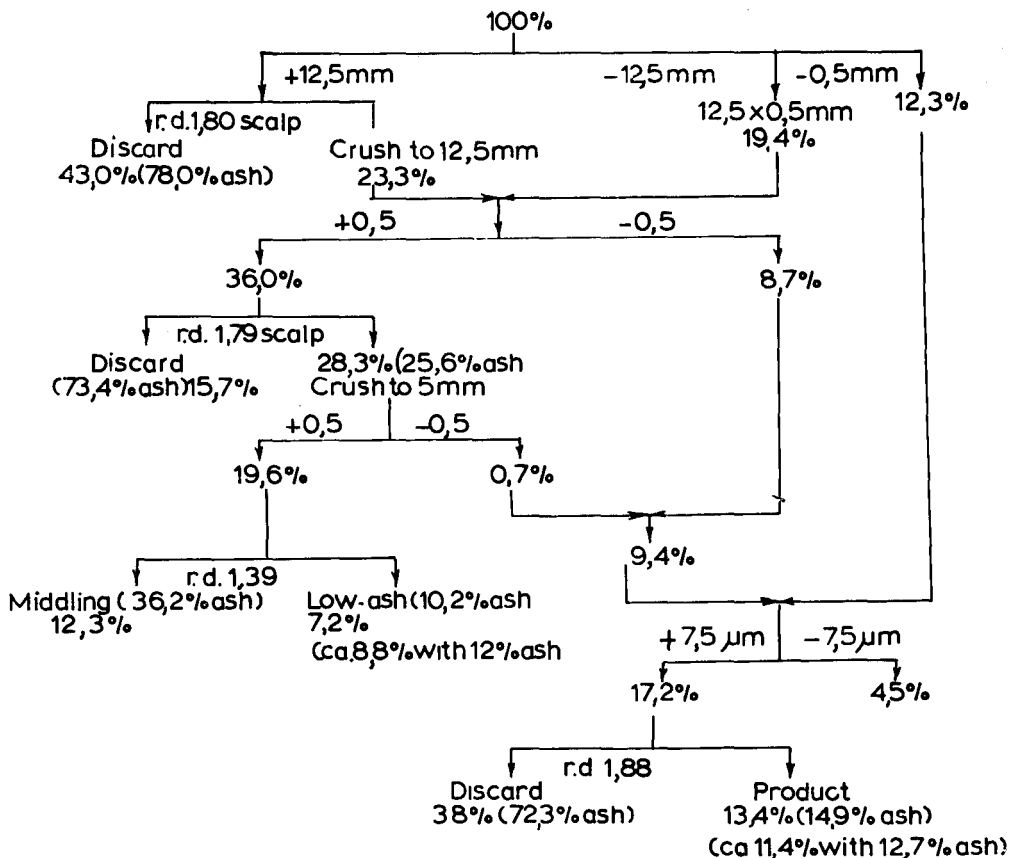 100%
+12,5mm
-12,5mm
-0,5mm
r.d.1,80 scalp
12,5 x 0,5mm
19,4%
12,3%
Discard
43,0%(78,0%ash)
Crush to 12,5mm
23,3%
+0,5
-0,5
36,0%
8,7%
r.d. 1,79 scalp
Discard
(73,4%ash)15,7%
28,3%(25,6%ash
Crush to 5mm
+0,5
-0,5
19,6%
0,7%
9,4%
r.d. 1,39
Middling (36,2%ash)
12,3%
Low-ash(10,2%ash
7,2%
(ca.8,8%with 12%ash
+7,5 µm
-7,5µm
17,2%
4,5%
r.d 1,88
Discard
38%(72,3%ash)
Product
13,4%(14,9%ash)
(ca 11,4%with 12,7%ash)